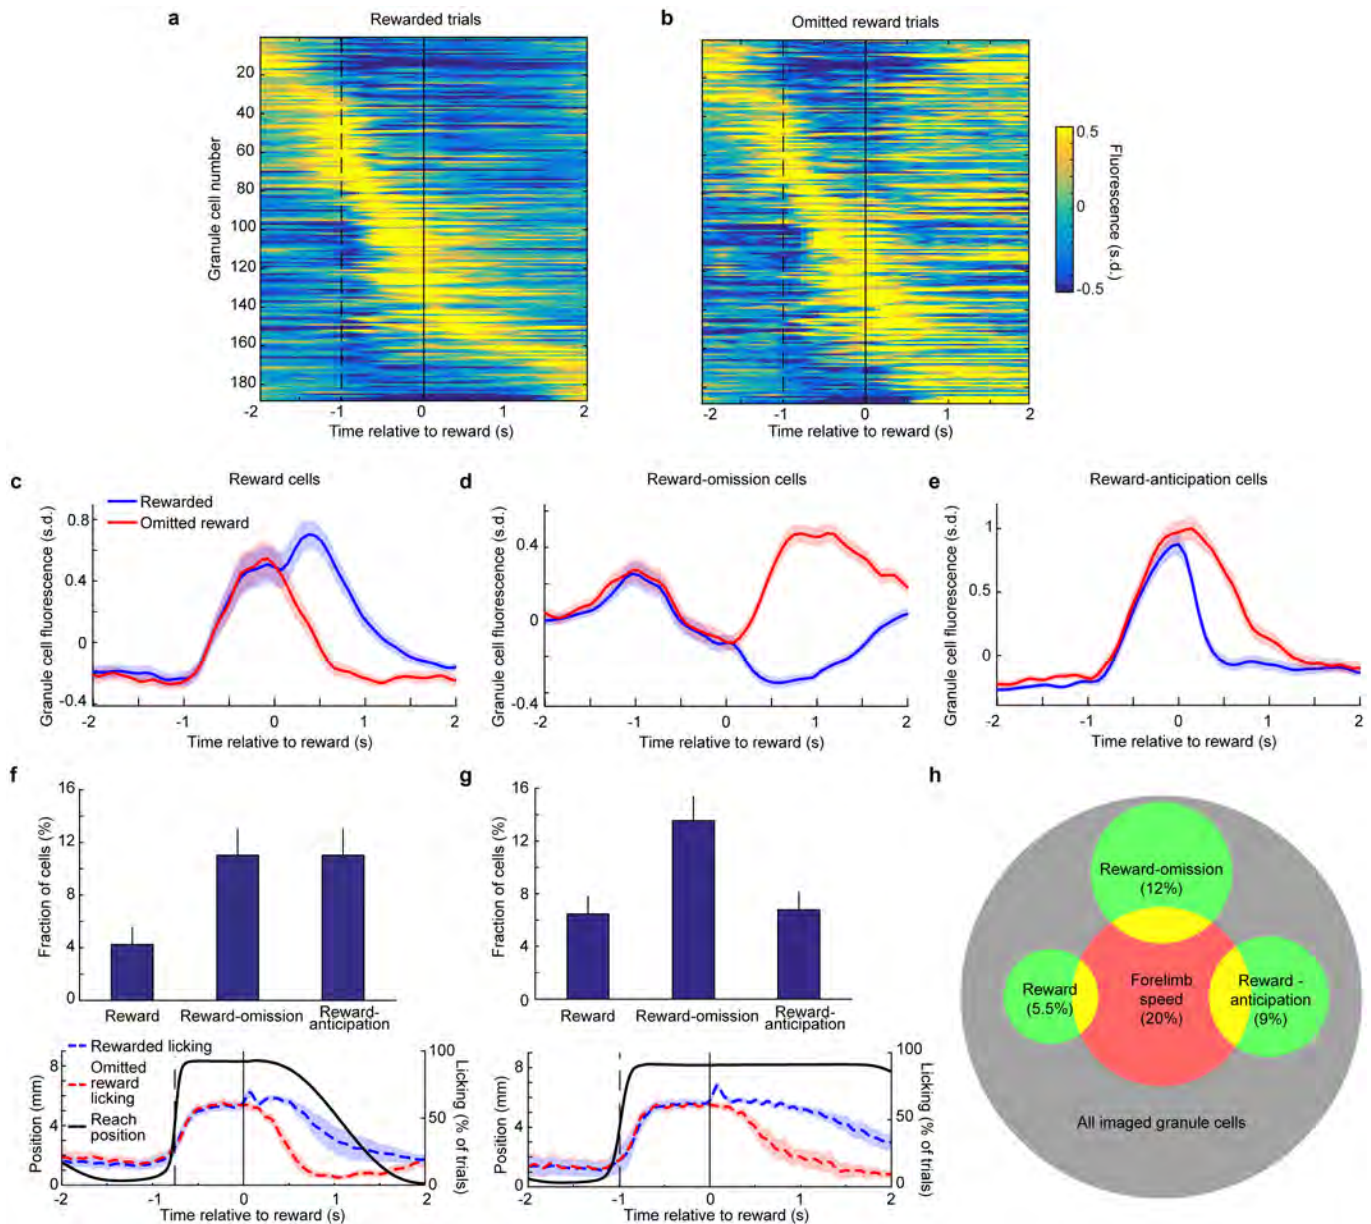 a
Rewarded trials
b
Omitted reward trials
Granule cell number
20
40
60
80
100
120
140
160
180
-2
-1
0
1
2
Time relative to reward (s)
-2
-1
0
1
2
Time relative to reward (s)
0.5
0
-0.5
Fluorescence (s.d.)
c
Reward cells
Rewarded
Omitted reward
Granule cell fluorescence (s.d.)
0.8
0.4
0
-0.4
-2
-1
0
1
2
Time relative to reward (s)
d
Reward-omission cells
Granule cell fluorescence (s.d.)
0.4
0
-0.4
-2
-1
0
1
2
Time relative to reward (s)
e
Reward-anticipation cells
Granule cell fluorescence (s.d.)
1
0.5
0
-2
-1
0
1
2
Time relative to reward (s)
f
Fraction of cells (%)
16
12
8
4
0
Reward
Reward-omission
Reward-
anticipation
Rewarded licking
Omitted
reward
licking
Reach
position
Position (mm)
8
4
0
100
50
0
Licking (% of trials)
-2
-1
0
1
2
Time relative to reward (s)
g
Fraction of cells (%)
16
12
8
4
0
Reward
Reward-omission
Reward-
anticipation
Position (mm)
8
4
0
100
50
0
Licking (% of
trials)
-2
-1
0
1
2
Time relative to reward (s)
h
Reward-omission
(12%)
Reward
(5.5%)
Forelimb
speed
(20%)
Reward -
anticipation
(9%)
All imaged granule cells